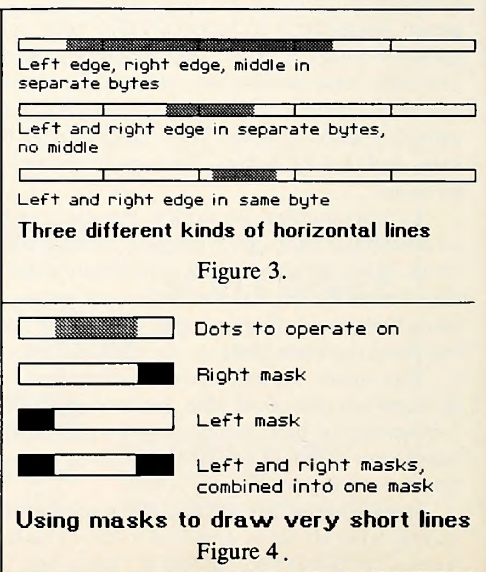 Left edge, right edge, middle in
separate bytes
Left and right edge in separate bytes,
no middle
Left and right edge in same byte
Three different kinds of horizontal lines
Figure 3.
Dots to operate on
Right mask
Left mask
Left and right masks,
combined into one mask
Using masks to draw very short lines
Figure 4.